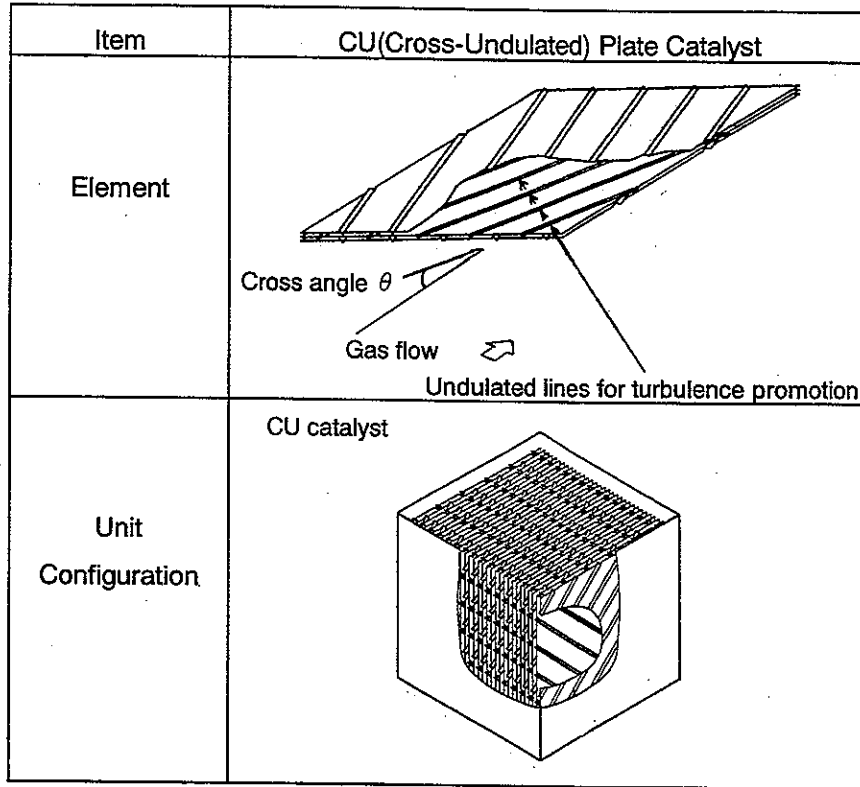 Item
CU(Cross-Undulated) Plate Catalyst
Element
Cross angle θ
Gas flow
Undulated lines for turbulence promotion
Unit
Configuration
CU catalyst